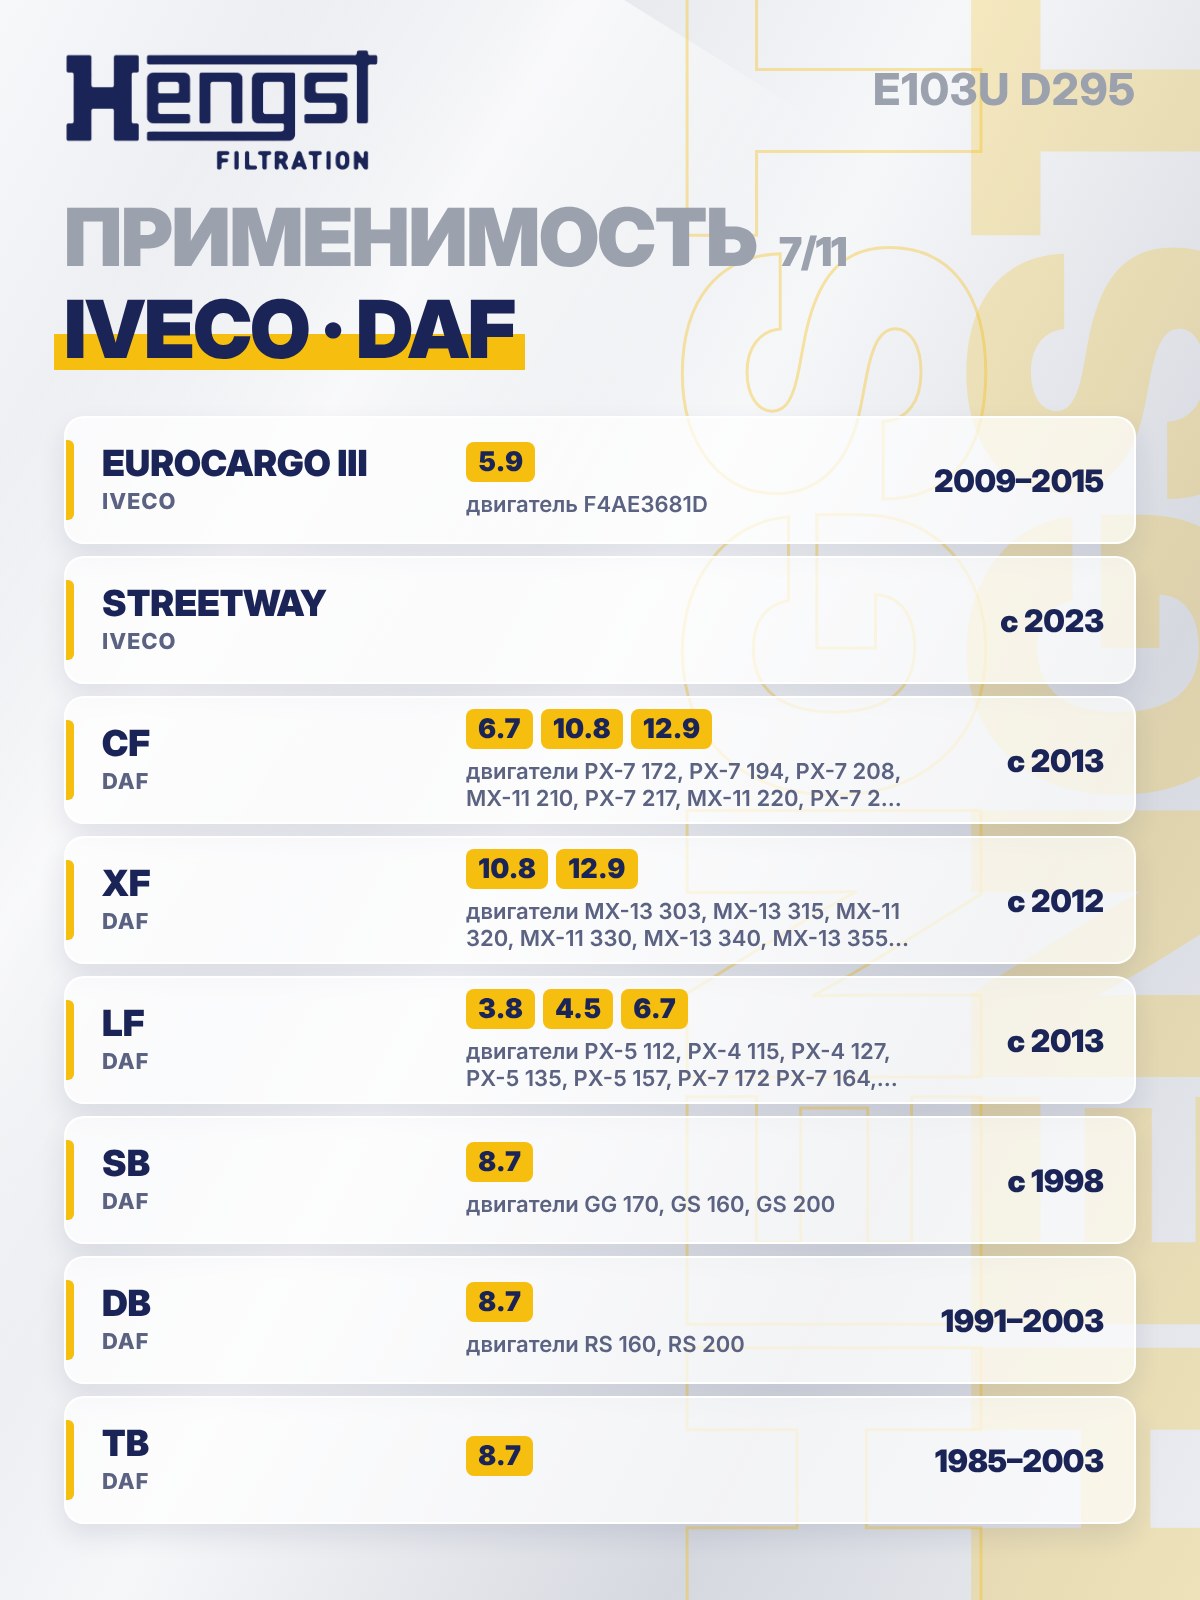 Hengst
FILTRATION
E103U D295
ПРИМЕНИМОСТЬ 7/11
IVECO · DAF
EUROCARGO III
IVECO
5.9
двигатель F4AE3681D
2009–2015
STREETWAY
IVECO
с 2023
CF
DAF
6.7 10.8 12.9
двигатели PX-7 172, PX-7 194, PX-7 208,
MX-11 210, PX-7 217, MX-11 220, PX-7 2...
с 2013
XF
DAF
10.8 12.9
двигатели MX-13 303, MX-13 315, MX-11
320, MX-11 330, MX-13 340, MX-13 355...
с 2012
LF
DAF
3.8 4.5 6.7
двигатели PX-5 112, PX-4 115, PX-4 127,
PX-5 135, PX-5 157, PX-7 172 PX-7 164,...
с 2013
SB
DAF
8.7
двигатели GG 170, GS 160, GS 200
с 1998
DB
DAF
8.7
двигатели RS 160, RS 200
1991–2003
TB
DAF
8.7
1985–2003
HENGST
HENGST